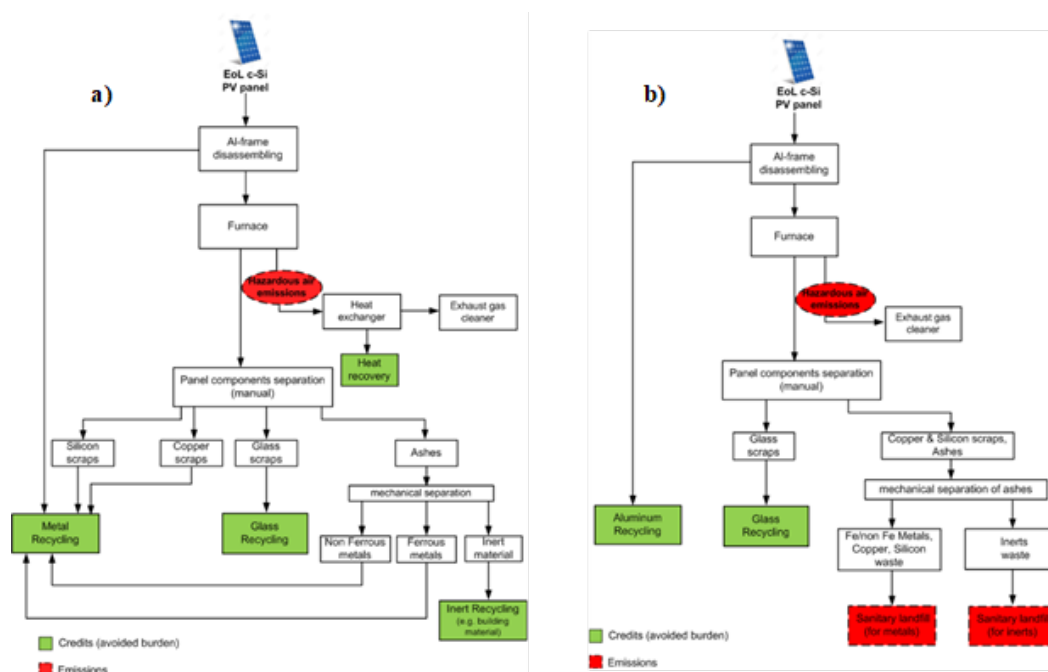 a)
EoL c-Si
PV panel
Al-frame
disassembling
Furnace
Hazardous air
emissions
Heat
exchanger
Exhaust gas
cleaner
Heat
recovery
Panel components separation
(manual)
Silicon
scraps
Copper
scraps
Glass
scraps
Ashes
mechanical separation
Metal
Recycling
Glass
Recycling
Non Ferrous
metals
Ferrous
metals
Inert
material
Inert Recycling
(e.g. building
material)
Credits (avoided burden)
Emissions
b)
EoL c-Si
PV panel
Al-frame
disassembling
Furnace
Hazardous air
emissions
Exhaust gas
cleaner
Panel components separation
(manual)
Glass
scraps
Copper & Silicon scraps,
Ashes
mechanical separation of ashes
Aluminum
Recycling
Glass
Recycling
Fe/non Fe Metals,
Copper, Silicon
waste
Inerts
waste
Sanitary landfill
(for metals)
Sanitary landfill
(for inerts)
Credits (avoided burden)
Emissions